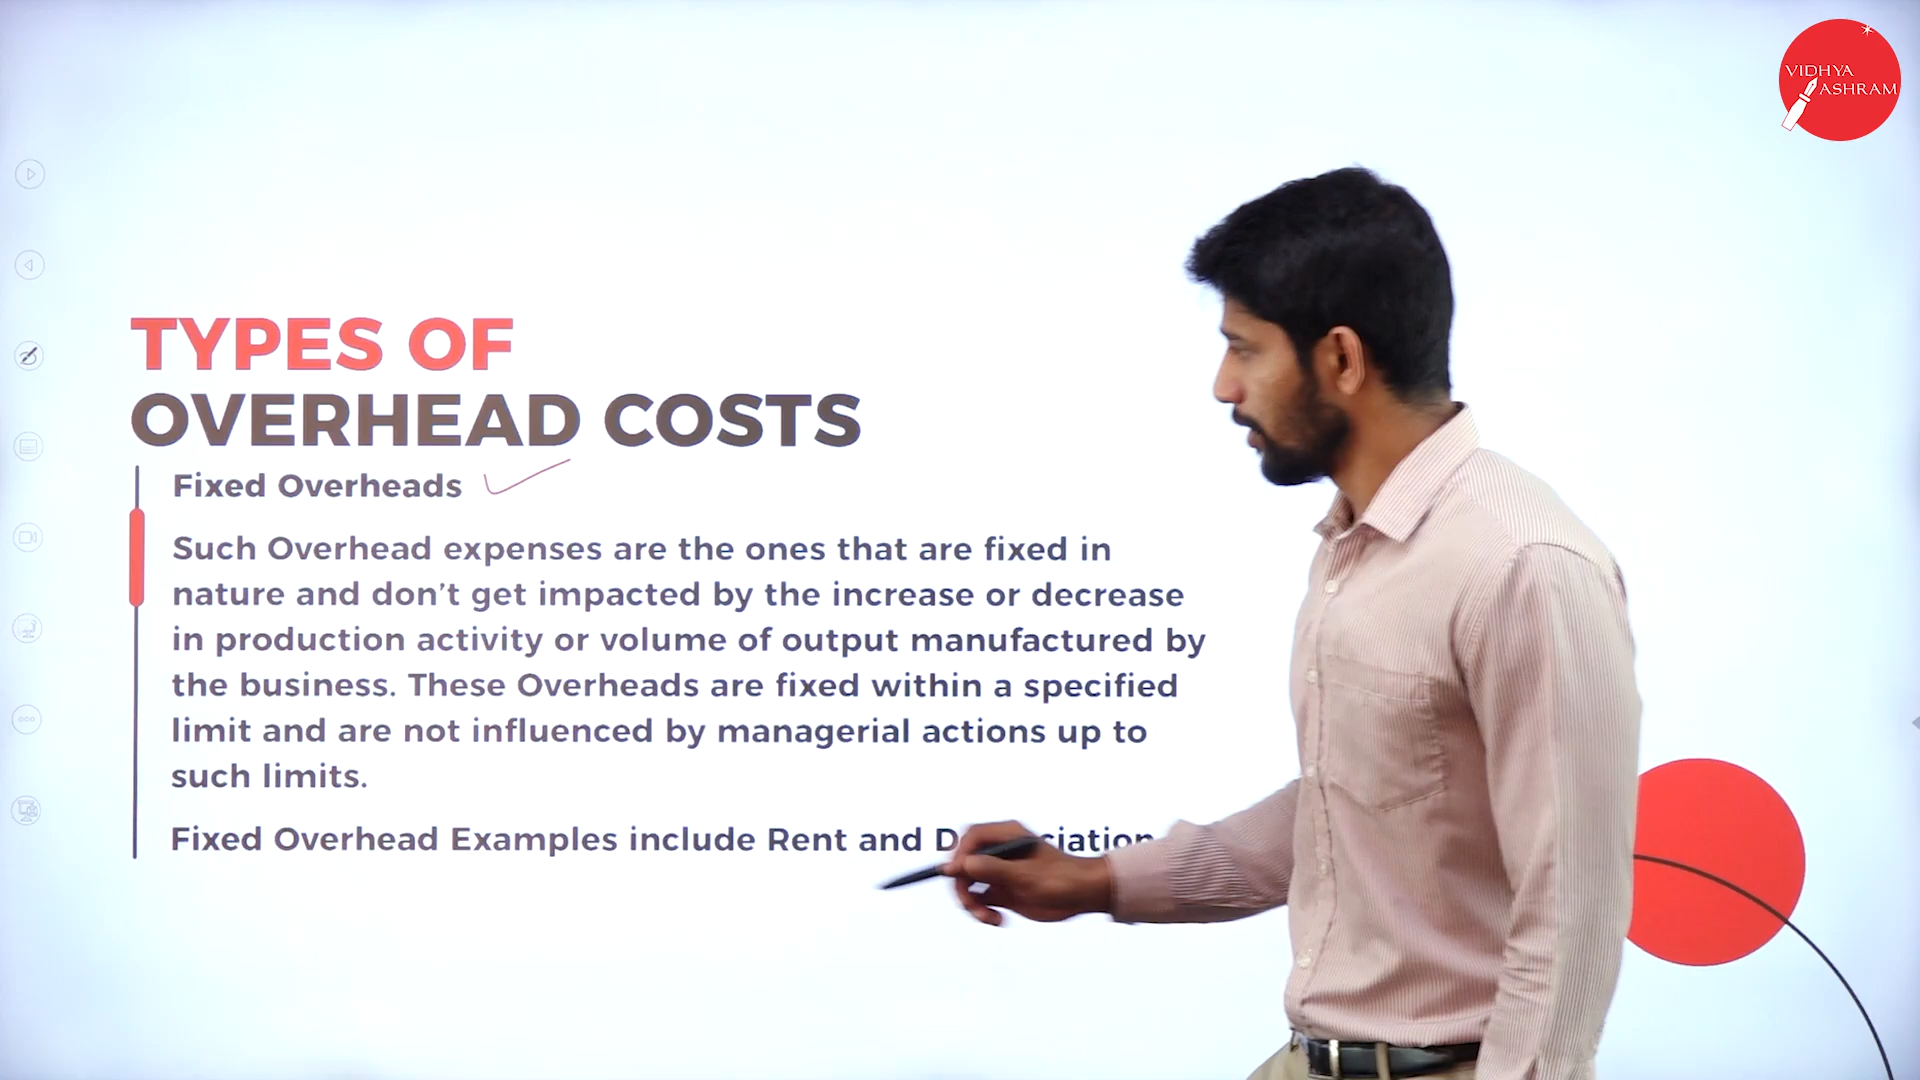 VIDHYA
ASHRAM
TYPES OF
OVERHEAD COSTS
Fixed Overheads
Such Overhead expenses are the ones that are fixed in
nature and don't get impacted by the increase or decrease
in production activity or volume of output manufactured by
the business. These Overheads are fixed within a specified
limit and are not influenced by managerial actions up to
such limits.
Fixed Overhead Examples include Rent and